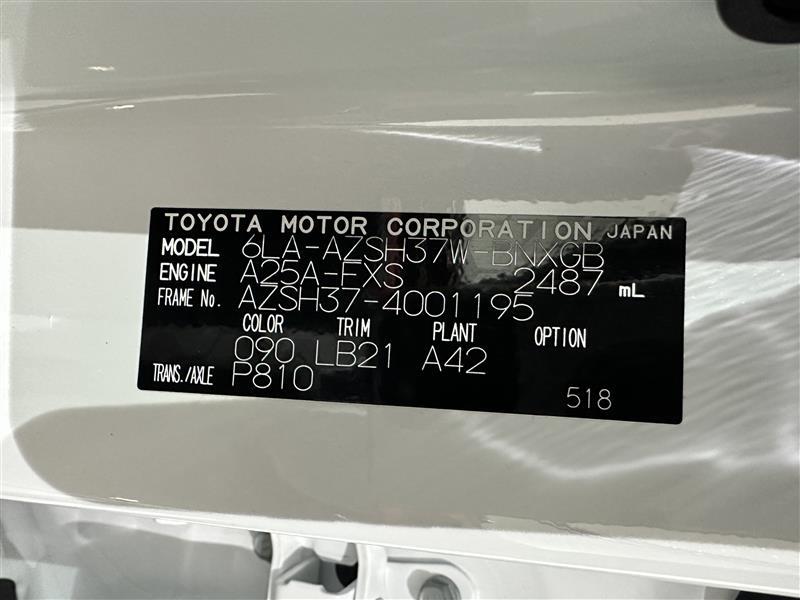 TOYOTA MOTOR CORPORATION JAPAN
MODEL 6LA-AZSH37W-BNXGB
ENGINE A25A-FXS 2487 mL
FRAME No. AZSH37-4001195
COLOR TRIM PLANT OPTION
090 LB21 A42
TRANS./AXLE P810
518